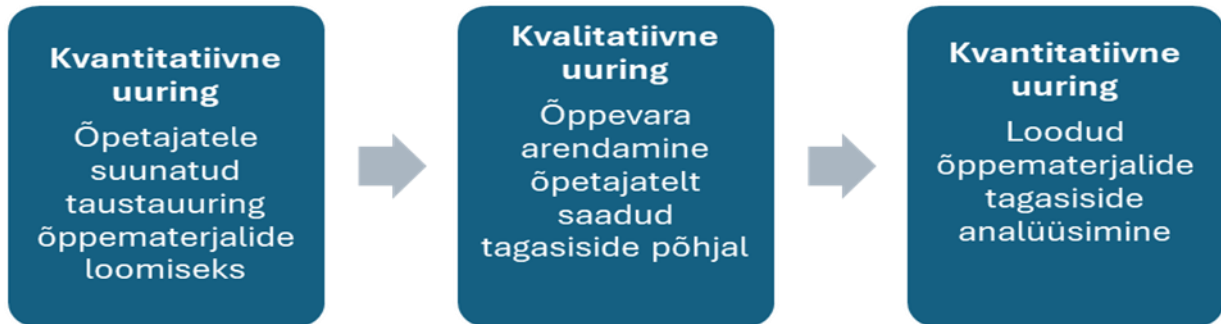 Kvantitatiivne
uuring
Õpetajatele
suunatud
taustauuring
õppematerjalide
loomiseks
Kvalitatiivne
uuring
Õppevara
arendamine
õpetajatelt
saadud
tagasiside põhjal
Kvantitatiivne
uuring
Loodud
õppematerjalide
tagasiside
analüüsimine